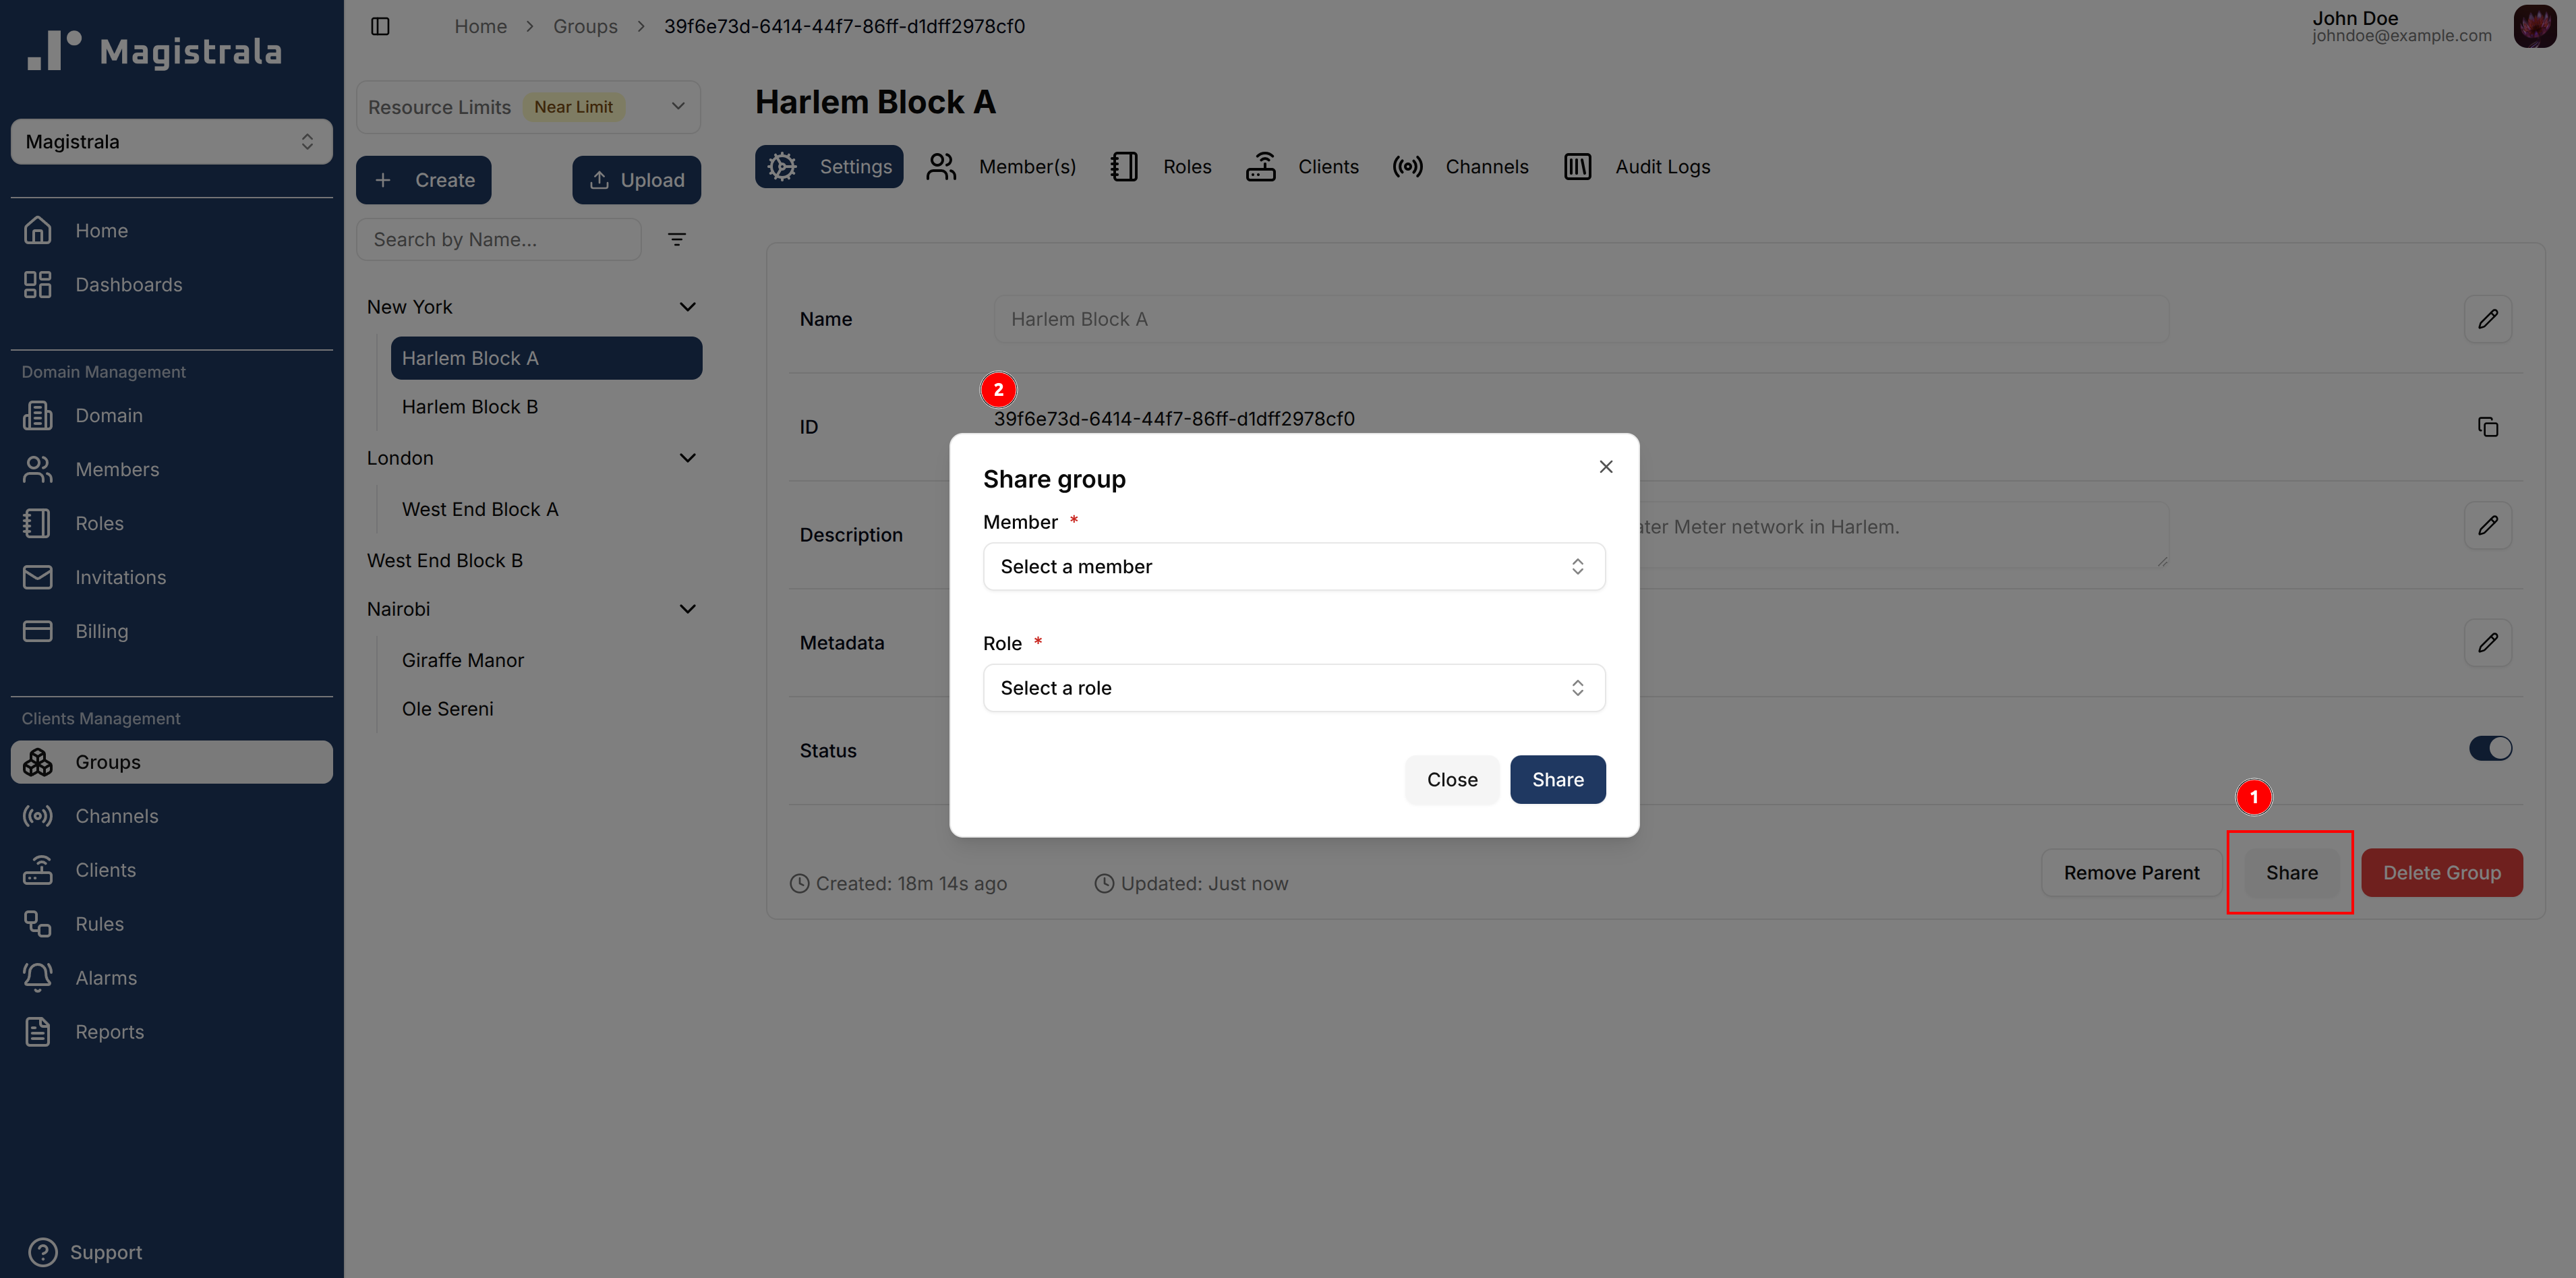 Magistrala
Magistrala
Home
Dashboards
Domain Management
Domain
Members
Roles
Invitations
Billing
Clients Management
Groups
Channels
Clients
Rules
Alarms
Reports
Support
Home > Groups > 39f6e73d-6414-44f7-86ff-d1dff2978cf0
John Doe
johndoe@example.com
Resource Limits Near Limit
Create Upload
Search by Name...
New York
Harlem Block A
Harlem Block B
London
West End Block A
West End Block B
Nairobi
Giraffe Manor
Ole Sereni
Harlem Block A
Settings Member(s) Roles Clients Channels Audit Logs
Name Harlem Block A
2
ID 39f6e73d-6414-44f7-86ff-d1dff2978cf0
Description Meter network in Harlem.
Metadata
Status
Share group
Member *
Select a member
Role *
Select a role
Close Share
1
Created: 18m 14s ago Updated: Just now
Remove Parent Share Delete Group